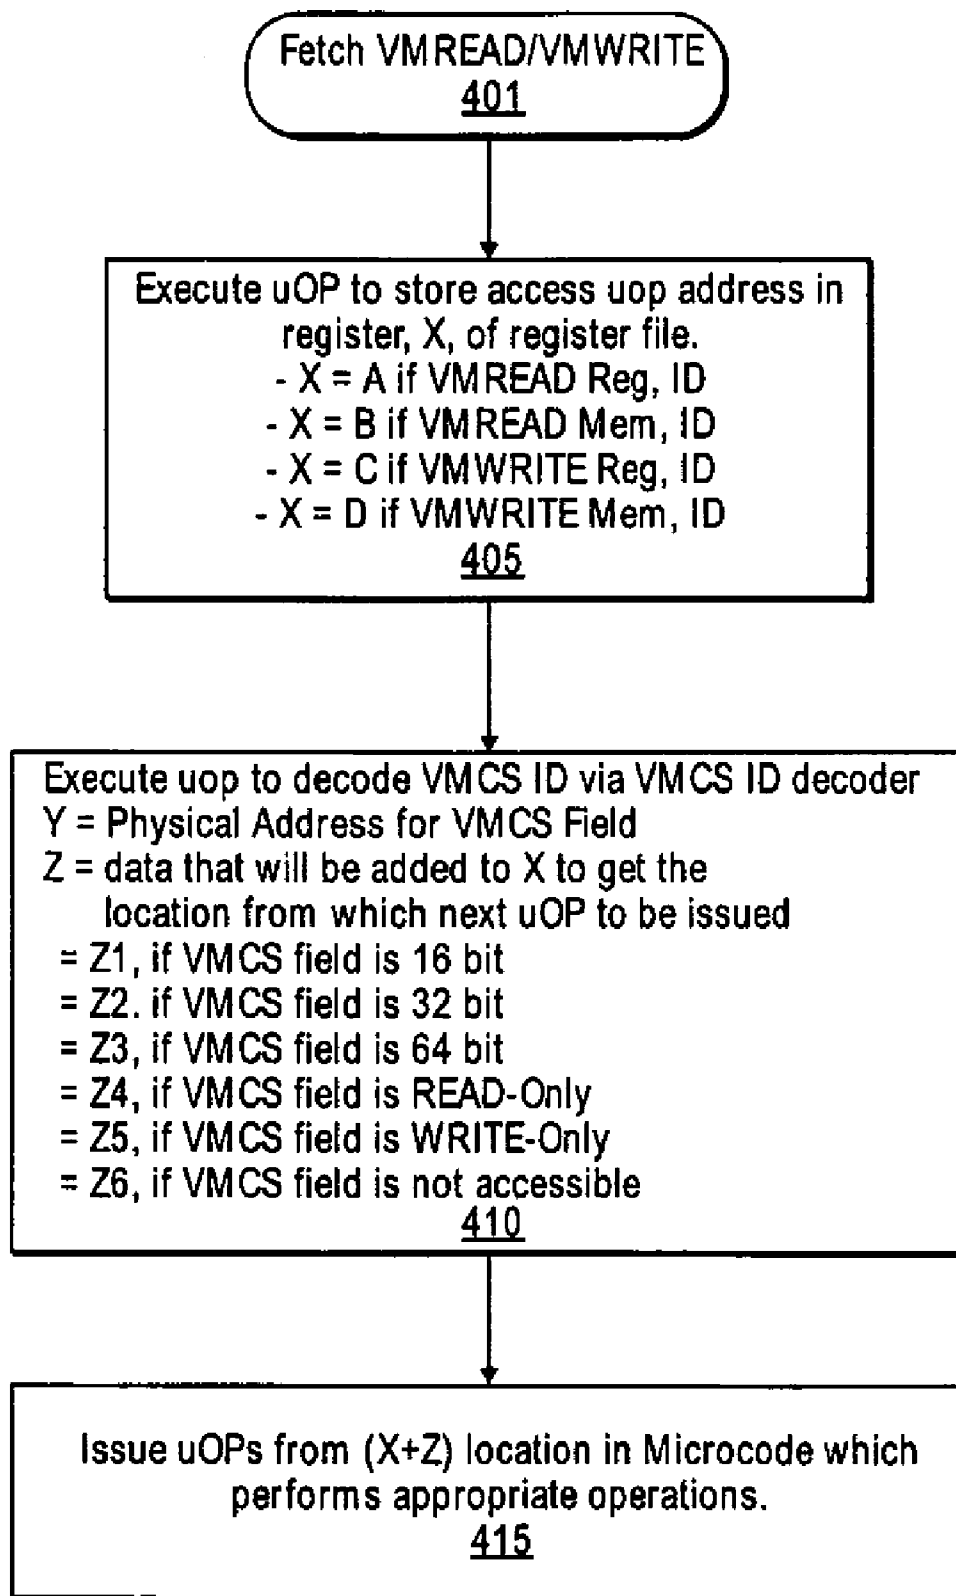 Fetch VMREAD/VMWRITE
401
Execute uOP to store access uop address in
register, X, of register file.
- X = A if VMREAD Reg, ID
- X = B if VMREAD Mem, ID
- X = C if VMWRITE Reg, ID
- X = D if VMWRITE Mem, ID
405
Execute uop to decode VMCS ID via VMCS ID decoder
Y = Physical Address for VMCS Field
Z = data that will be added to X to get the
location from which next uOP to be issued
= Z1, if VMCS field is 16 bit
= Z2. if VMCS field is 32 bit
= Z3, if VMCS field is 64 bit
= Z4, if VMCS field is READ-Only
= Z5, if VMCS field is WRITE-Only
= Z6, if VMCS field is not accessible
410
Issue uOPs from (X+Z) location in Microcode which
performs appropriate operations.
415